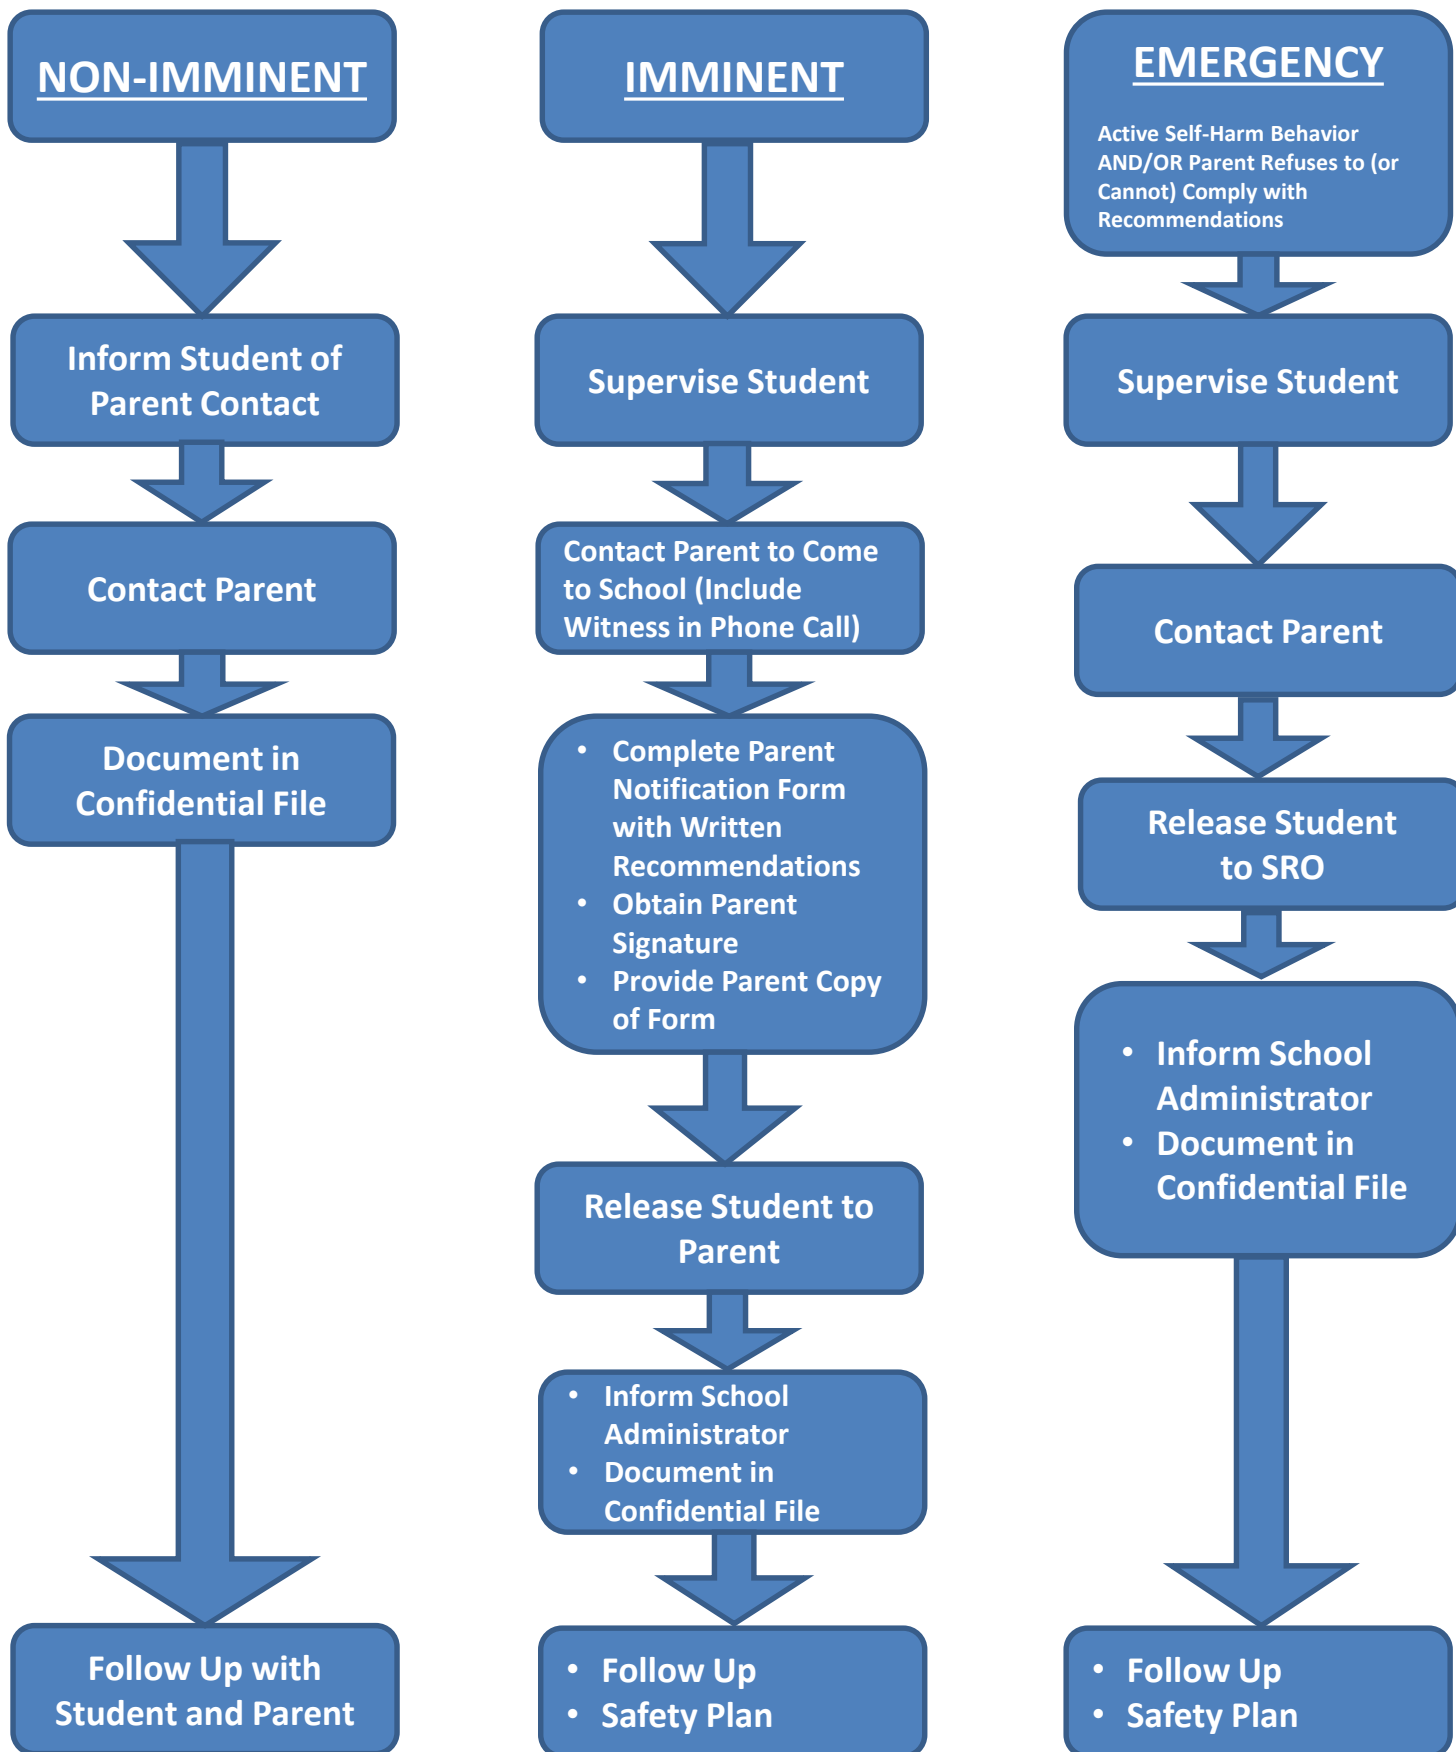 NON-IMMINENT
Inform Student of
Parent Contact
Contact Parent
Document in
Confidential File
Follow Up with
Student and Parent
IMMINENT
Supervise Student
Contact Parent to Come
to School (Include
Witness in Phone Call)
• Complete Parent
Notification Form
with Written
Recommendations
• Obtain Parent
Signature
• Provide Parent Copy
of Form
Release Student to
Parent
• Inform School
Administrator
• Document in
Confidential File
• Follow Up
• Safety Plan
EMERGENCY
Active Self-Harm Behavior
AND/OR Parent Refuses to (or
Cannot) Comply with
Recommendations
Supervise Student
Contact Parent
Release Student
to SRO
• Inform School
Administrator
• Document in
Confidential File
• Follow Up
• Safety Plan